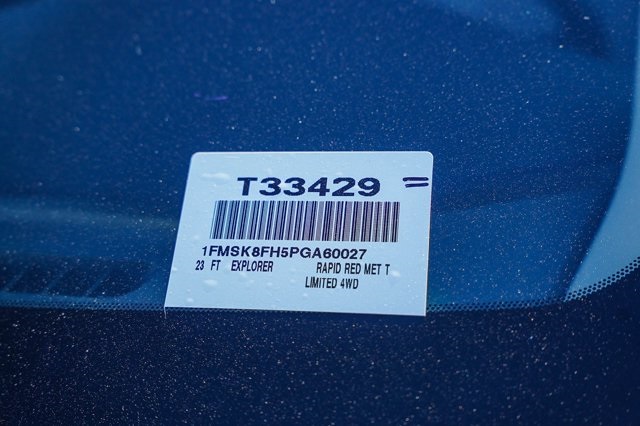 T33429
1FMSK8FH5PGA60027
23 FT EXPLORER RAPID RED MET T
LIMITED 4WD